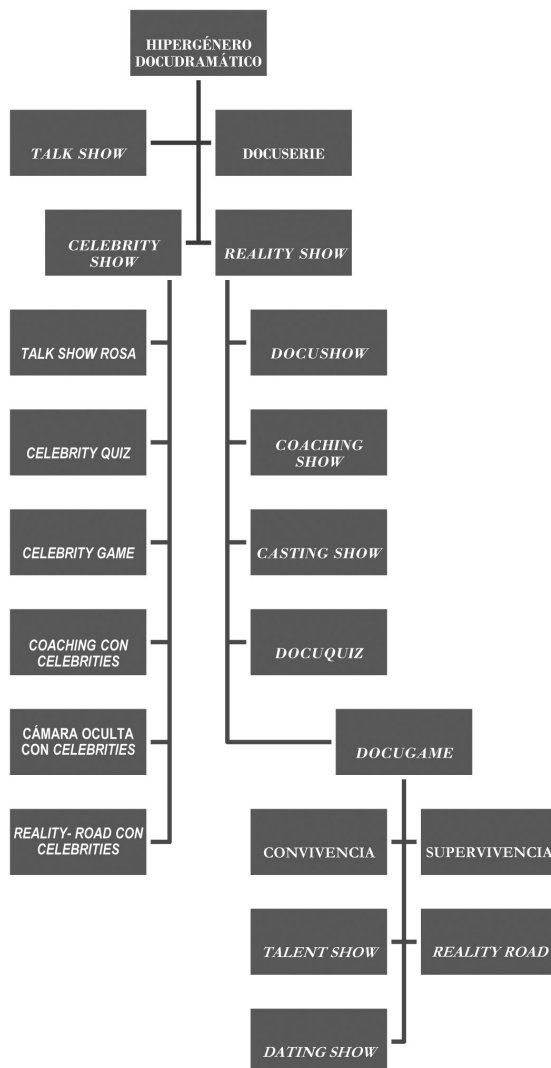 HIPERGÉNERO
DOCUDRAMÁTICO
TALK SHOW
DOCUSERIE
CELEBRITY
SHOW
REALITY SHOW
TALK SHOW ROSA
DOCUSHOW
CELEBRITY QUIZ
COACHING
SHOW
CELEBRITY GAME
CASTING SHOW
COACHING CON
CELEBRITIES
DOCUQUIZ
CÁMARA OCULTA
CON CELEBRITIES
DOCUGAME
REALITY- ROAD CON
CELEBRITIES
CONVIVENCIA
SUPERVIVENCIA
TALENT SHOW
REALITY ROAD
DATING SHOW